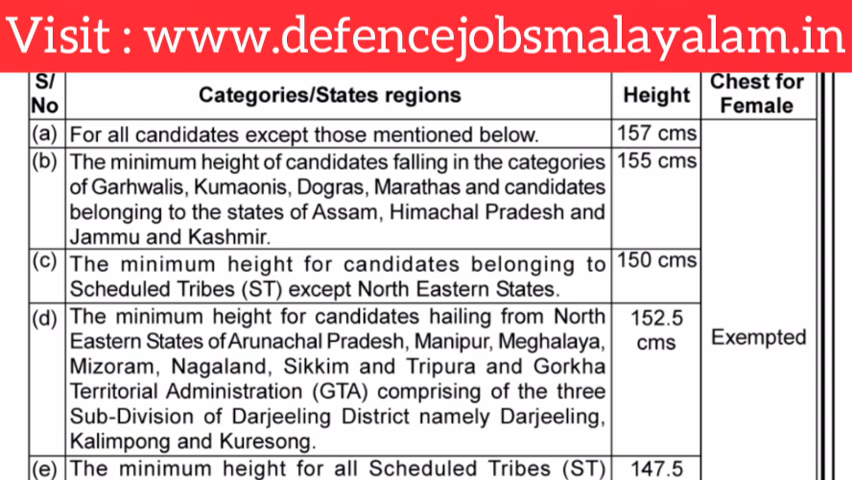 Visit : www.defencejobsmalayalam.in
S/ No Categories/States regions Height Chest for Female
(a) For all candidates except those mentioned below. 157 cms
(b) The minimum height of candidates falling in the categories 155 cms
of Garhwalis, Kumaonis, Dogras, Marathas and candidates
belonging to the states of Assam, Himachal Pradesh and
Jammu and Kashmir.
(c) The minimum height for candidates belonging to 150 cms
Scheduled Tribes (ST) except North Eastern States.
(d) The minimum height for candidates hailing from North 152.5
Eastern States of Arunachal Pradesh, Manipur, Meghalaya, cms Exempted
Mizoram, Nagaland, Sikkim and Tripura and Gorkha
Territorial Administration (GTA) comprising of the three
Sub-Division of Darjeeling District namely Darjeeling,
Kalimpong and Kuresong.
(e) The minimum height for all Scheduled Tribes (ST) 147.5